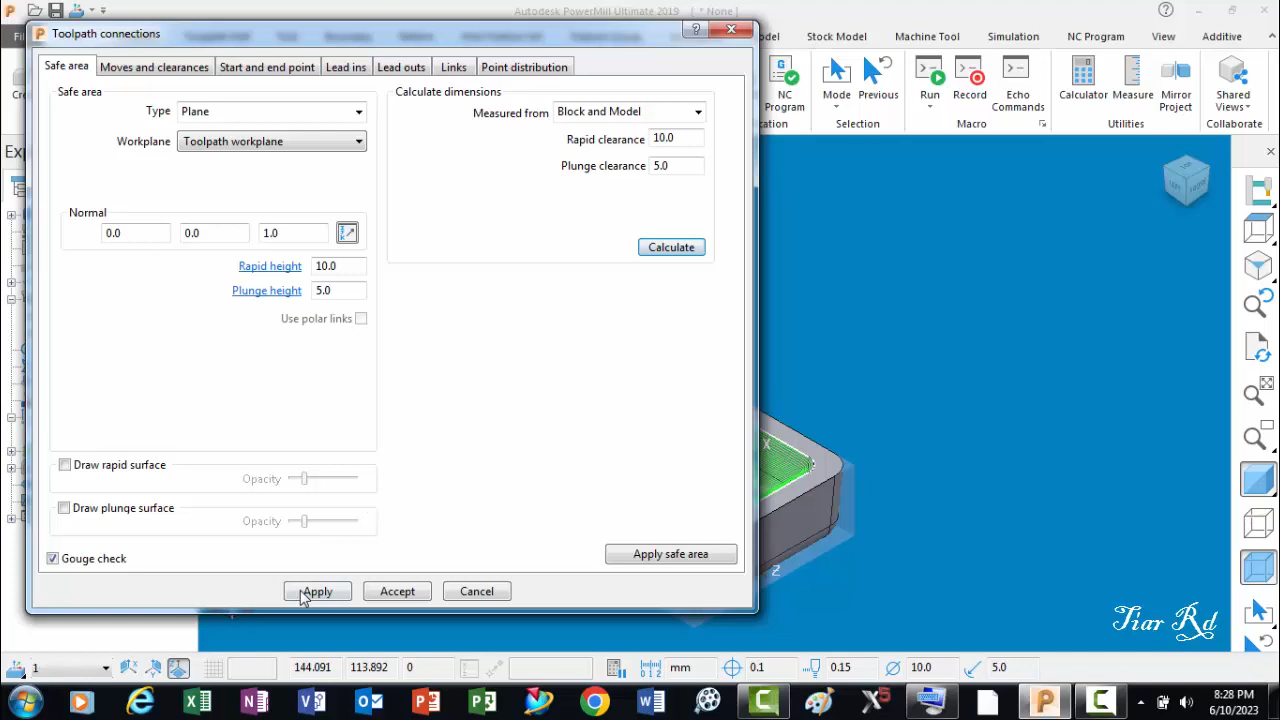 Autodesk PowerMill Ultimate 2019 [ * None ]
Toolpath connections
Stock Model
Machine Tool
Simulation
NC Program
View
Additive
Safe area
Moves and clearances
Start and end point
Lead ins
Lead outs
Links
Point distribution
Safe area
Type Plane
Workplane Toolpath workplane
Normal
0.0 0.0 1.0
Rapid height 10.0
Plunge height 5.0
Use polar links
Draw rapid surface
Opacity
Draw plunge surface
Opacity
Gouge check
Calculate dimensions
Measured from Block and Model
Rapid clearance 10.0
Plunge clearance 5.0
Calculate
Apply safe area
Apply
Accept
Cancel
NC
Program
Mode
Previous
Selection
Run
Record
Echo
Commands
Macro
Calculator
Measure
Mirror
Project
Utilities
Shared
Views
Collaborate
X
Z
Tiar Rd
1
144.091
113.892
0
mm
0.1
0.15
10.0
5.0
8:28 PM
6/10/2023